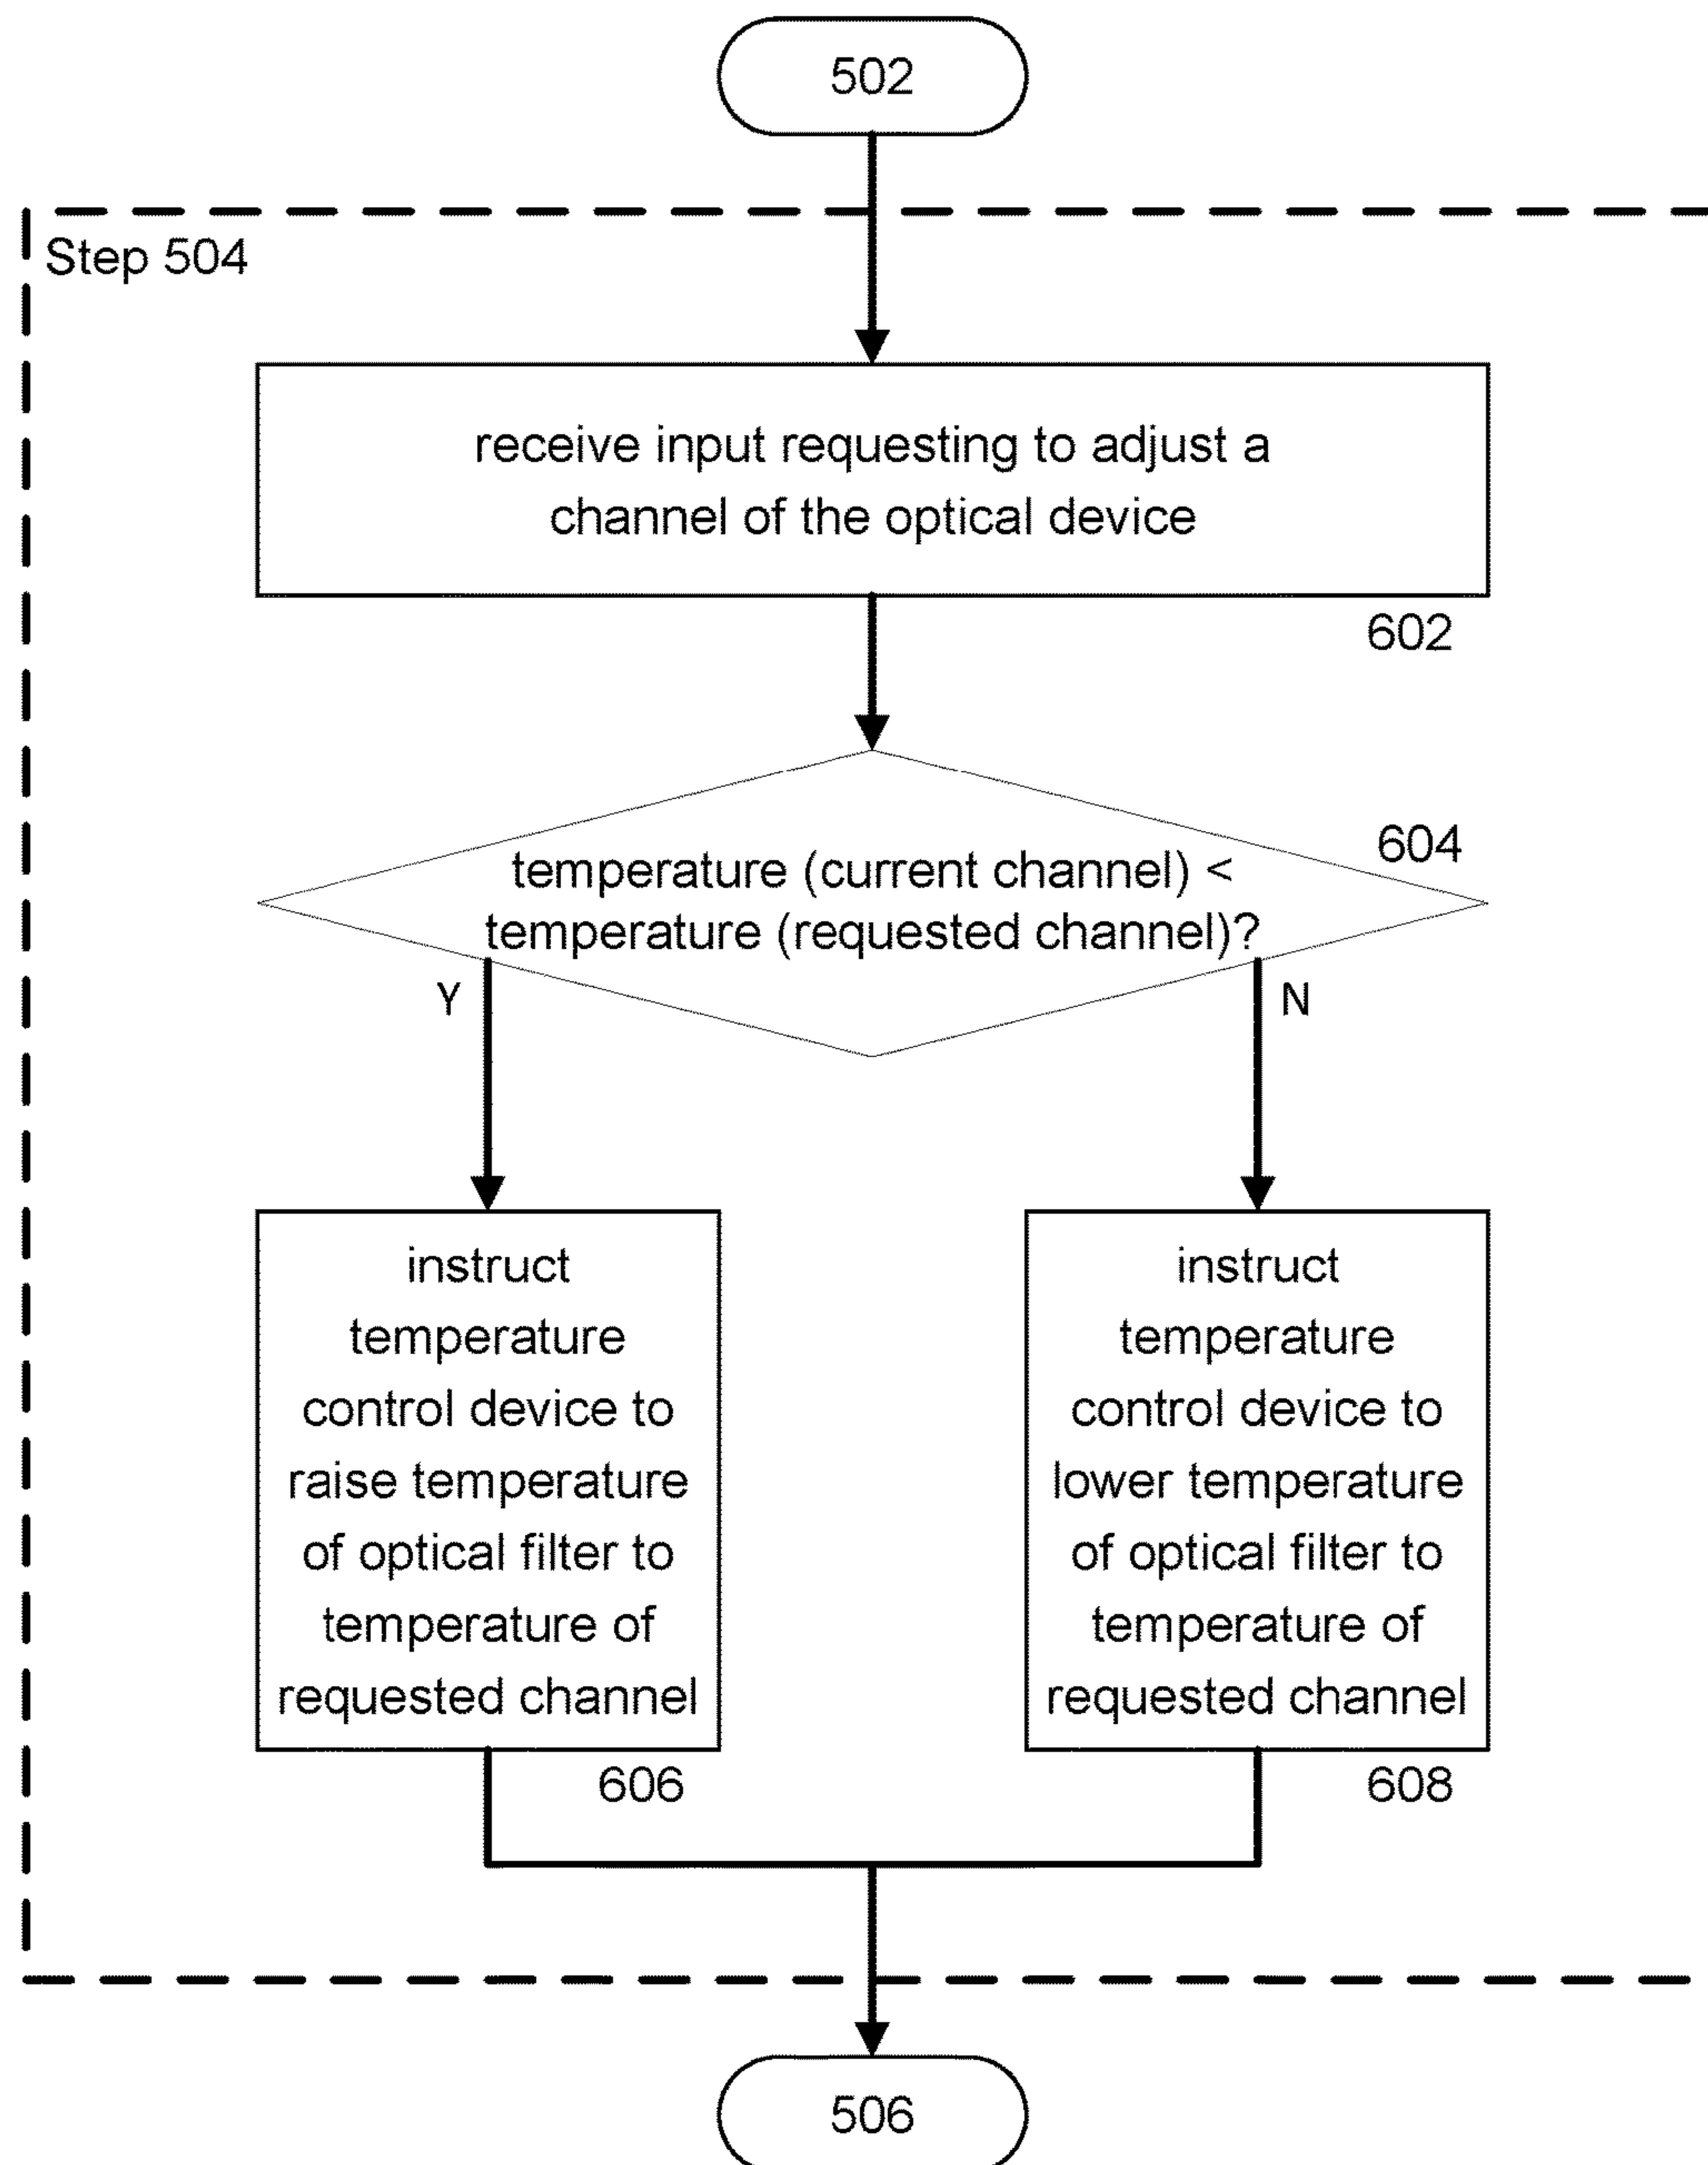 502
Step 504
receive input requesting to adjust a
channel of the optical device
602
604
temperature (current channel) <
temperature (requested channel)?
Y
N
instruct
temperature
control device to
raise temperature
of optical filter to
temperature of
requested channel
606
instruct
temperature
control device to
lower temperature
of optical filter to
temperature of
requested channel
608
506